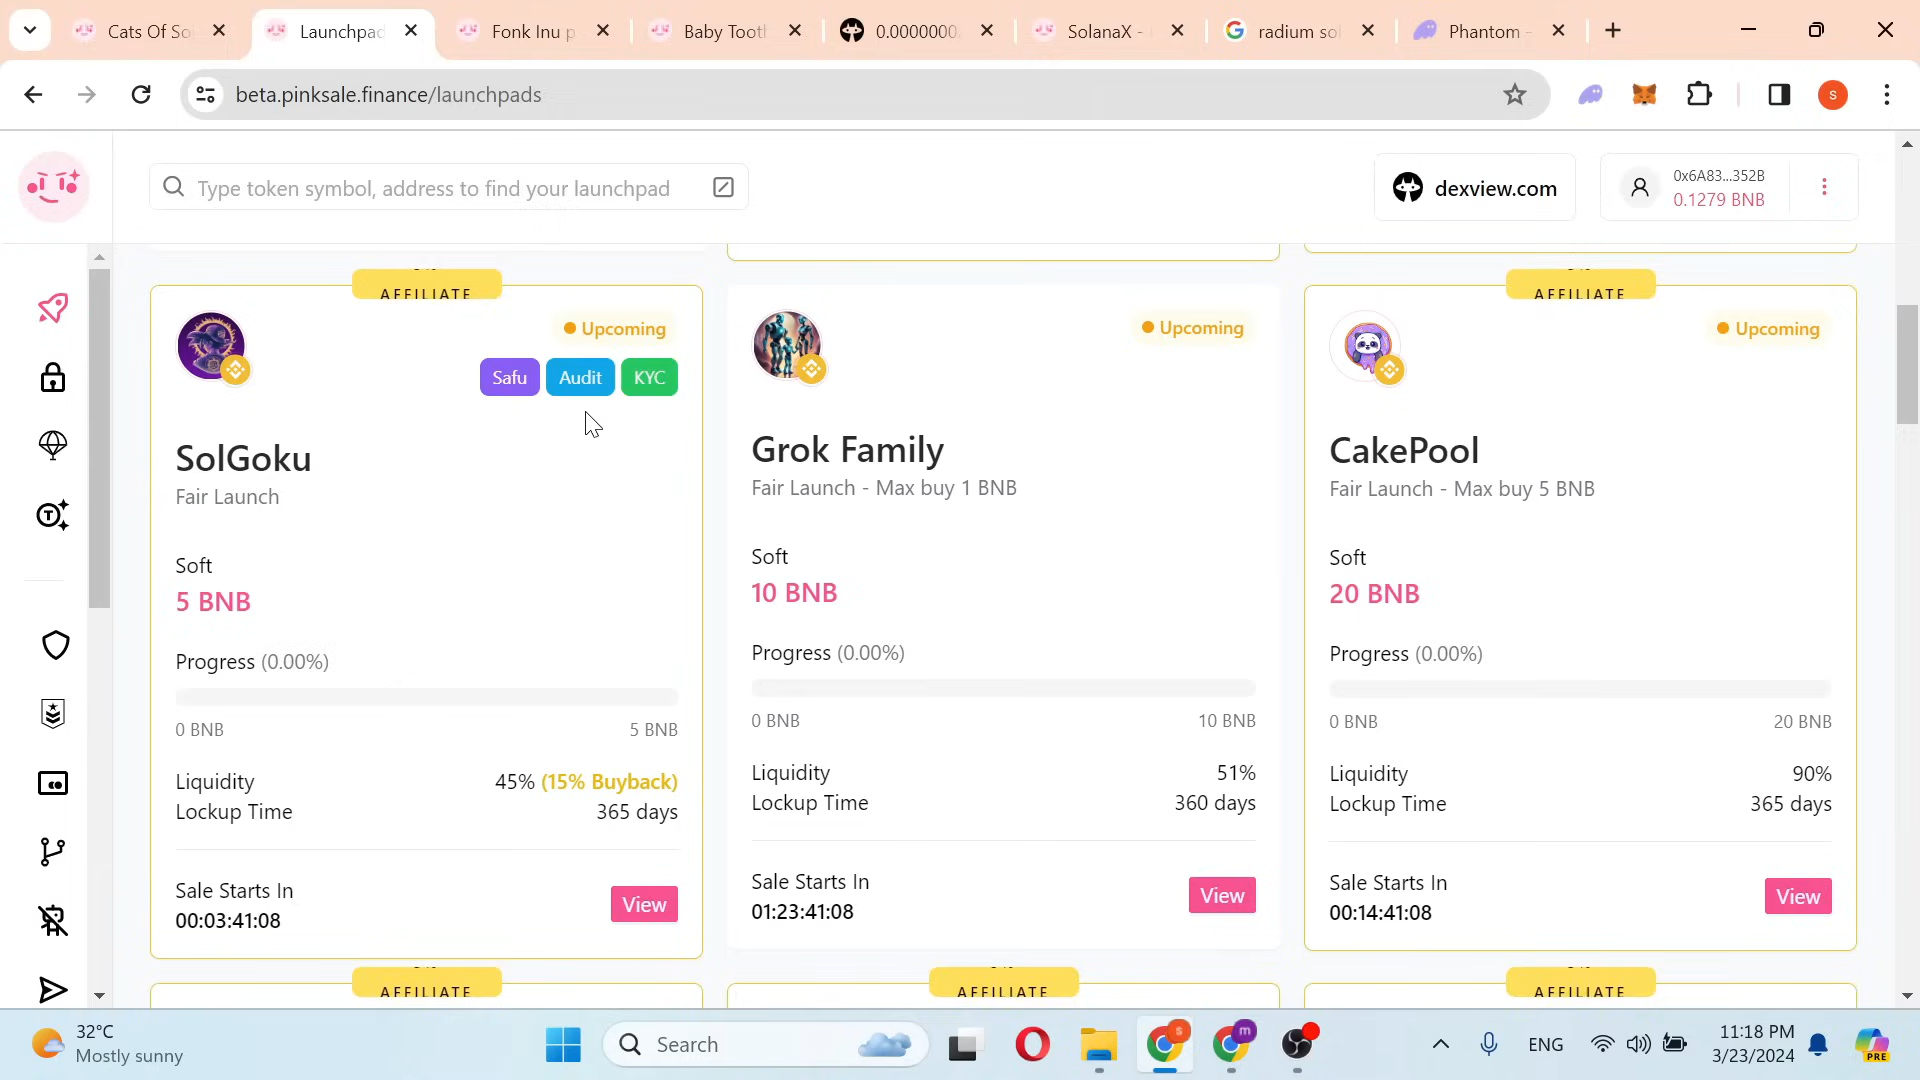 Cats Of So
Launchpad
Fonk Inu p
Baby Toot
0.0000000
SolanaX -
radium sol
Phantom -
beta.pinksale.finance/launchpads
S
Type token symbol, address to find your launchpad
dexview.com
0x6A83...352B
0.1279 BNB
AFFILIATE
AFFILIATE
Upcoming
Safu Audit KYC
SolGoku
Fair Launch
Soft
5 BNB
Progress (0.00%)
0 BNB 5 BNB
Liquidity 45% (15% Buyback)
Lockup Time 365 days
Sale Starts In
00:03:41:08
View
Upcoming
Grok Family
Fair Launch - Max buy 1 BNB
Soft
10 BNB
Progress (0.00%)
0 BNB 10 BNB
Liquidity 51%
Lockup Time 360 days
Sale Starts In
01:23:41:08
View
Upcoming
CakePool
Fair Launch - Max buy 5 BNB
Soft
20 BNB
Progress (0.00%)
0 BNB 20 BNB
Liquidity 90%
Lockup Time 365 days
Sale Starts In
00:14:41:08
View
AFFILIATE
AFFILIATE
AFFILIATE
32°C
Mostly sunny
Search
s
m
ENG
11:18 PM
3/23/2024
PRE